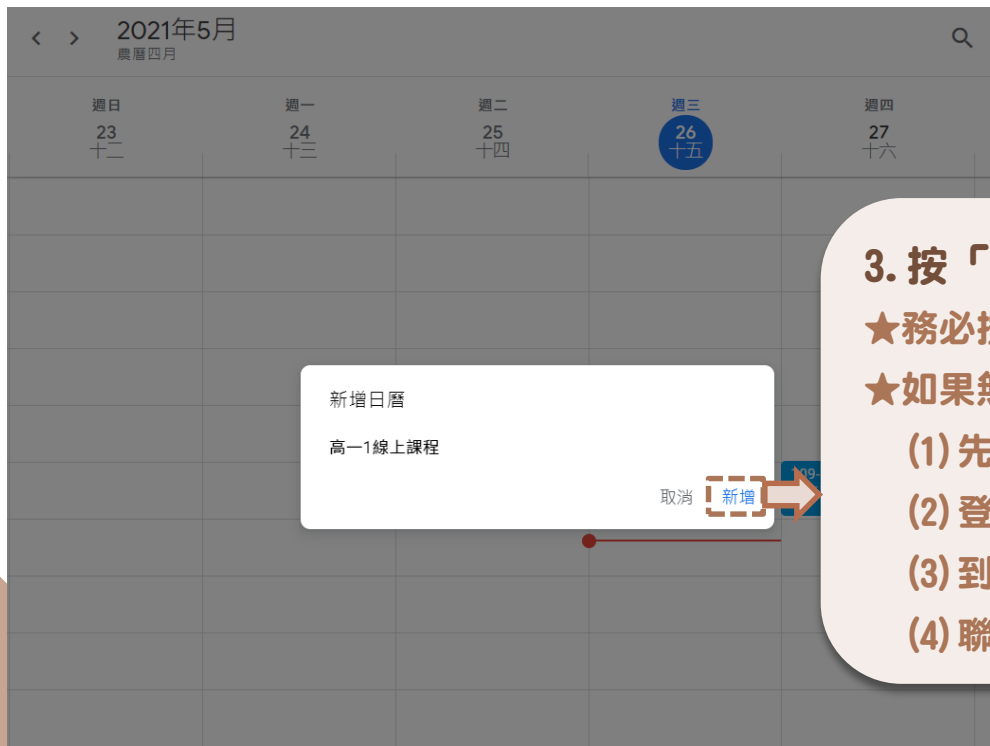 2021年5月
農曆四月
週日 週一 週二 週三 週四
23 24 25 26 27
十二 十三 十四 十五 十六
3. 按「
★務必按
★如果無
(1) 先
(2) 登
(3) 到
(4) 聯
新增日曆
高一1線上課程
取消 新增
109-